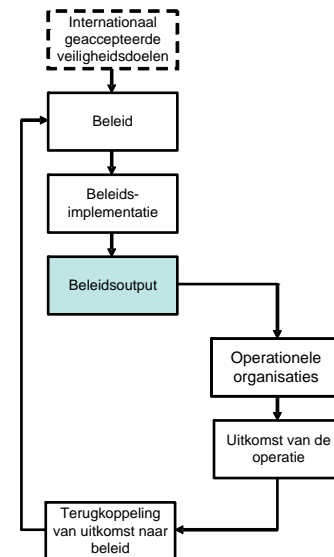 Internationaal
geaccepteerde
veiligheidsdoelen
Beleid
Beleids-
implementatie
Beleidsoutput
Operationele
organisaties
Uitkomst van de
operatie
Terugkoppeling
van uitkomst naar
beleid